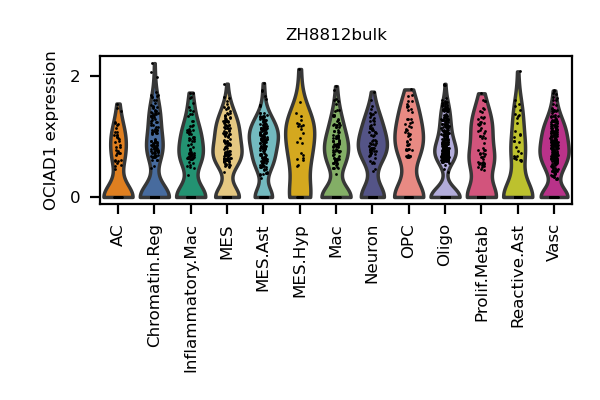 ZH8812bulk
OCIAD1 expression
2
0
AC
Chromatin.Reg
Inflammatory.Mac
MES
MES.Ast
MES.Hyp
Mac
Neuron
OPC
Oligo
Prolif.Metab
Reactive.Ast
Vasc